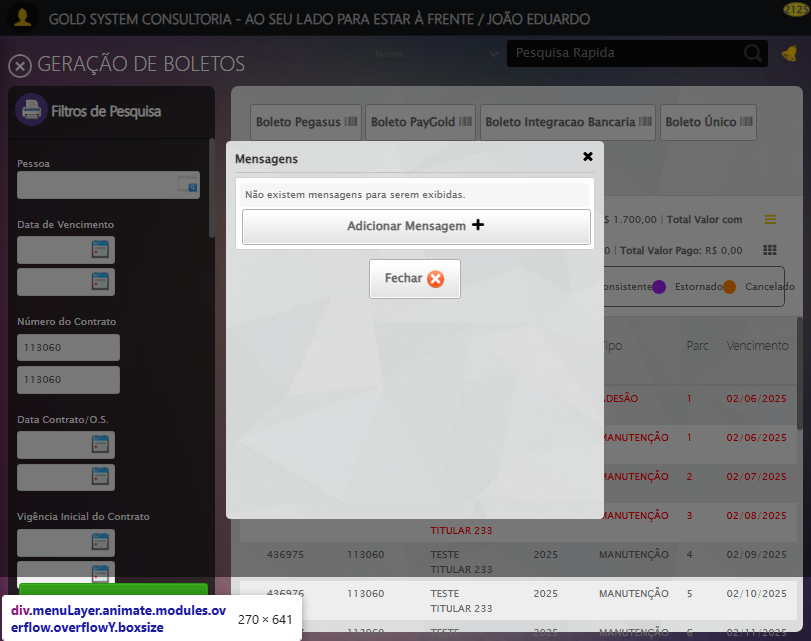 GOLD SYSTEM CONSULTORIA - AO SEU LADO PARA ESTAR À FRENTE / JOÃO EDUARDO
2125
GERAÇÃO DE BOLETOS
Nome
Pesquisa Rapida
Filtros de Pesquisa
Pessoa
Data de Vencimento
Número do Contrato
113060
113060
Data Contrato/O.S.
Vigência Inicial do Contrato
Boleto Pegasus
Boleto PayGold
Boleto Integracao Bancaria
Boleto Único
Mensagens
Não existem mensagens para serem exibidas.
Adicionar Mensagem
Fechar
$ 1.700,00 | Total Valor com
0 | Total Valor Pago: R$ 0,00
onsistente Estornado Cancelado
ipo Parc Vencimento
ADESÃO 1 02/06/2025
MANUTENÇÃO 1 02/06/2025
MANUTENÇÃO 2 02/07/2025
MANUTENÇÃO 3 02/08/2025
TITULAR 233
436975 113060 TESTE 2025 MANUTENÇÃO 4 02/09/2025
TITULAR 233
436976 113060 TESTE 2025 MANUTENÇÃO 5 02/10/2025
TITULAR 233
113060 TESTE 2025 MANUTENÇÃO 6 02/11/2025
div.menuLayer.animate.modules.ov
erflow.overflowY.boxsize
270 × 641